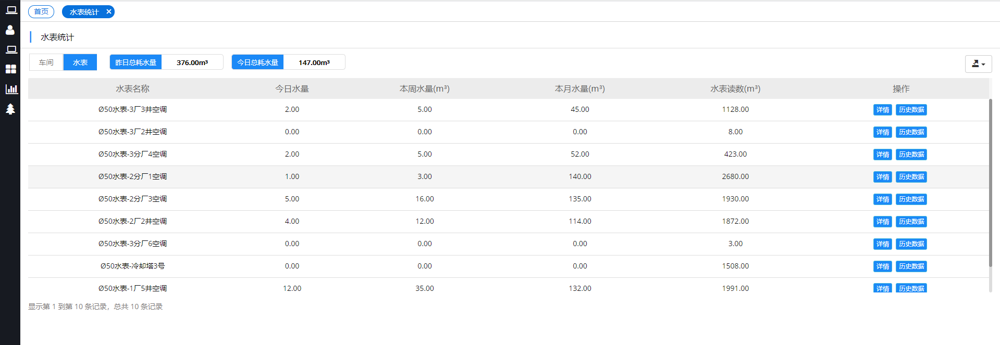 首页 水表统计 ×
水表统计
车间 水表 昨日总耗水量 376.00m³ 今日总耗水量 147.00m³
水表名称 今日水量 本周水量(m³) 本月水量(m³) 水表读数(m³) 操作
Ø50水表-3厂3井空调 2.00 5.00 45.00 1128.00 详情 历史数据
Ø50水表-3厂2井空调 0.00 0.00 0.00 8.00 详情 历史数据
Ø50水表-3分厂4空调 2.00 5.00 52.00 423.00 详情 历史数据
Ø50水表-2分厂1空调 1.00 3.00 140.00 2680.00 详情 历史数据
Ø50水表-2分厂3空调 5.00 16.00 135.00 1930.00 详情 历史数据
Ø50水表-2厂2井空调 4.00 12.00 114.00 1872.00 详情 历史数据
Ø50水表-3分厂6空调 0.00 0.00 0.00 3.00 详情 历史数据
Ø50水表-冷却塔3号 0.00 0.00 0.00 1508.00 详情 历史数据
Ø50水表-1厂5井空调 12.00 35.00 132.00 1991.00 详情 历史数据
显示第 1 到第 10 条记录，总共 10 条记录